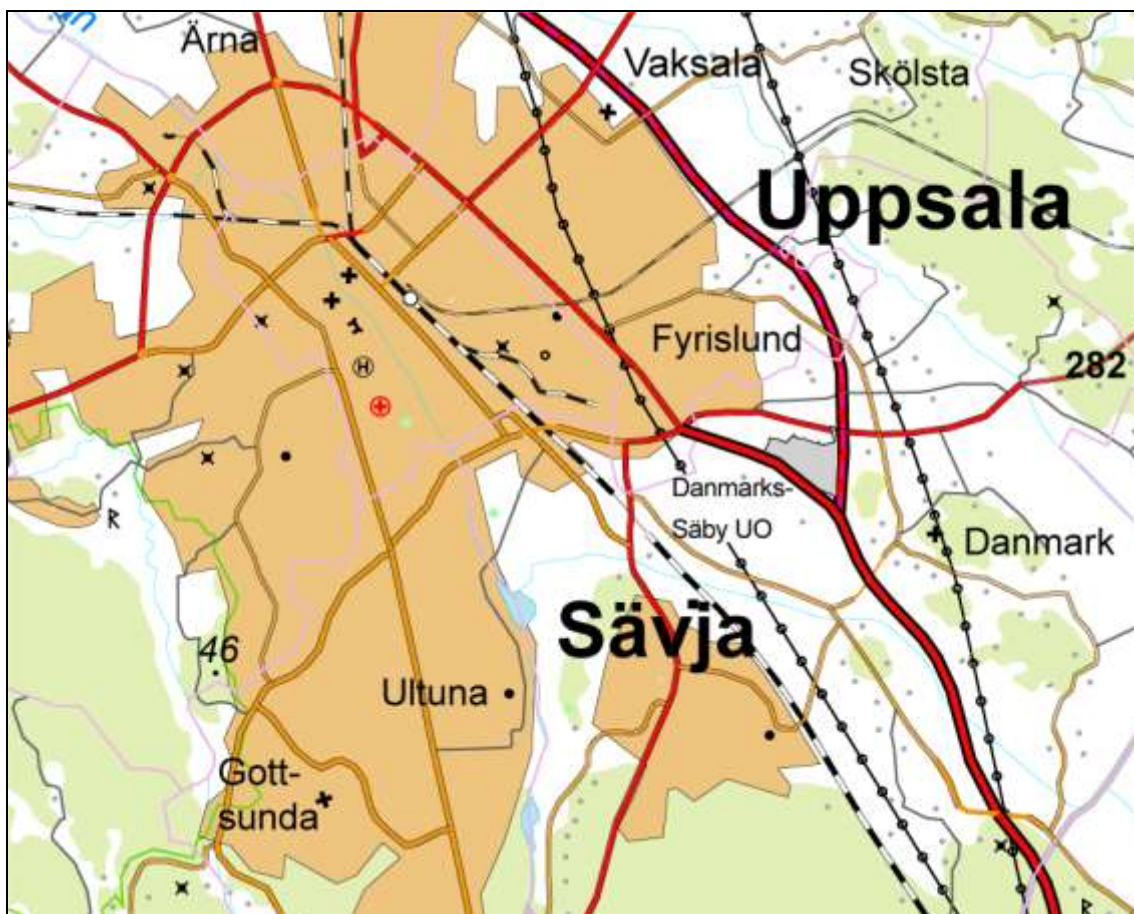 Ärna
Vaksala
Skölsta
Uppsala
Fyrislund
282
H
Danmarks-
Säby UO
Danmark
Sävja
46
Ultuna
Gott-
sunda
R
R